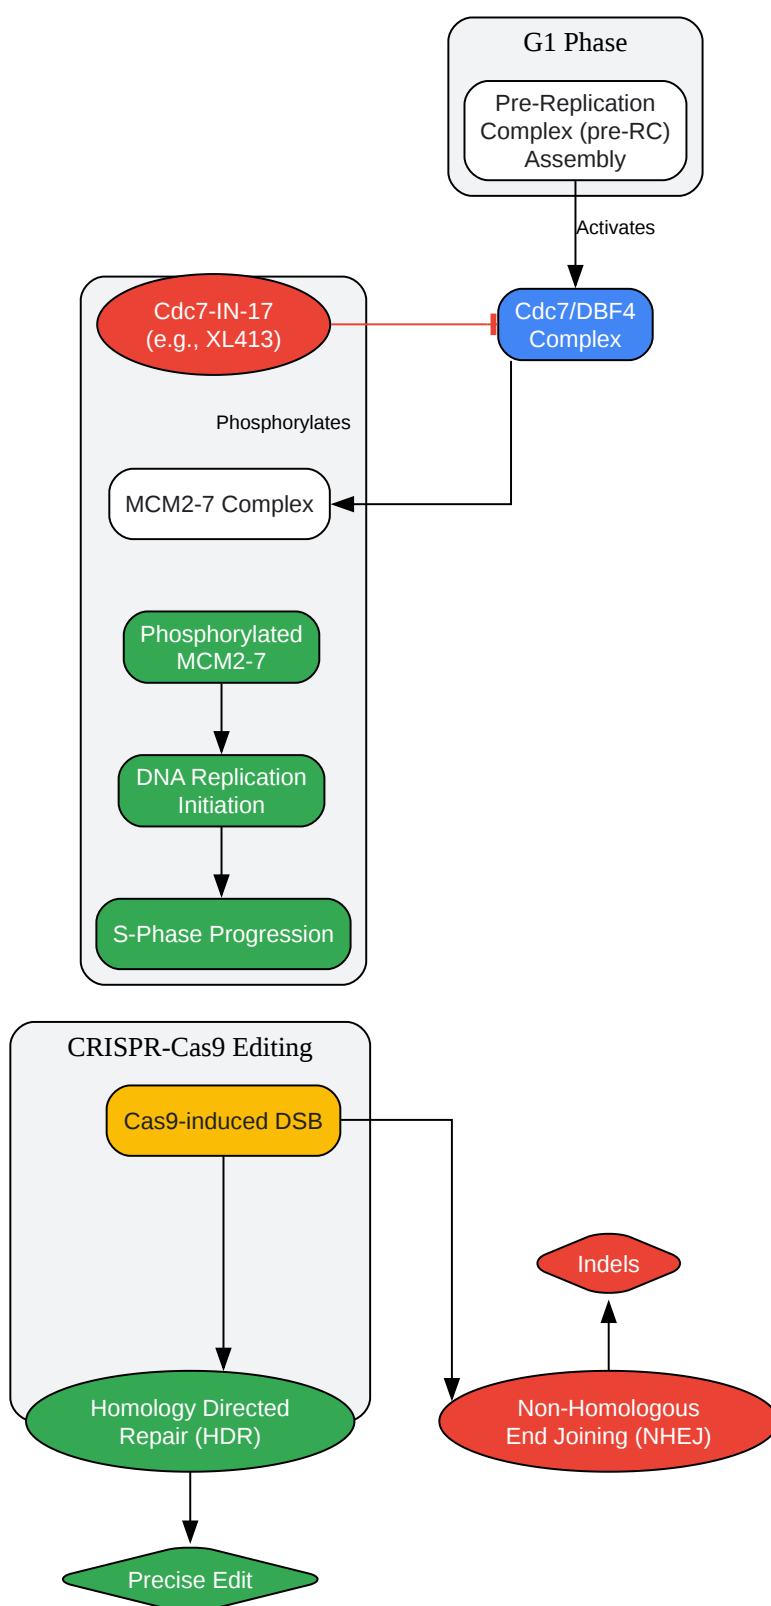 G1 Phase
Pre-Replication
Complex (pre-RC)
Assembly
Activates
Cdc7-IN-17
(e.g., XL413)
Cdc7/DBF4
Complex
Phosphorylates
MCM2-7 Complex
Phosphorylated
MCM2-7
DNA Replication
Initiation
S-Phase Progression
CRISPR-Cas9 Editing
Cas9-induced DSB
Indels
Homology Directed
Repair (HDR)
Non-Homologous
End Joining (NHEJ)
Precise Edit